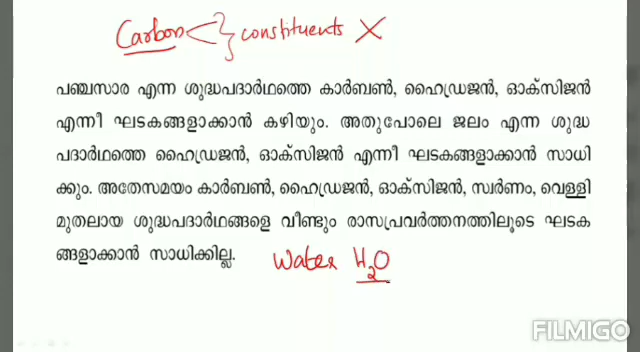 Carbon < } constituents X
പഞ്ചസാര എന്ന ശുദ്ധപദാർഥത്തെ കാർബൺ, ഹൈഡ്രജൻ, ഓക്സിജൻ
എന്നീ ഘടകങ്ങളാക്കാൻ കഴിയും. അതുപോലെ ജലം എന്ന ശുദ്ധ
പദാർഥത്തെ ഹൈഡ്രജൻ, ഓക്സിജൻ എന്നീ ഘടകങ്ങളാക്കാൻ സാധി
ക്കും. അതേസമയം കാർബൺ, ഹൈഡ്രജൻ, ഓക്സിജൻ, സ്വർണം, വെള്ളി
മുതലായ ശുദ്ധപദാർഥങ്ങളെ വീണ്ടും രാസപ്രവർത്തനത്തിലൂടെ ഘടക
ങ്ങളാക്കാൻ സാധിക്കില്ല. Water H₂O
FILMIGO